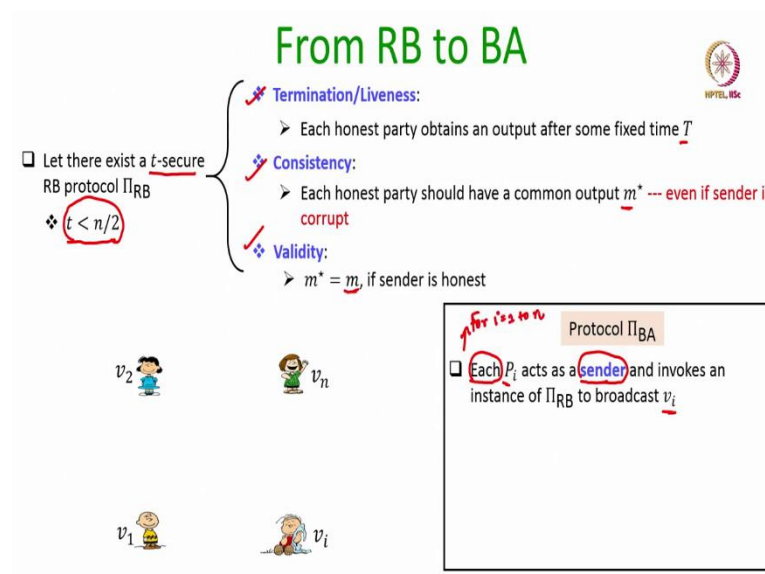 From RB to BA
NPTEL, IISc
❖ Termination/Liveness:
➢ Each honest party obtains an output after some fixed time T
❑ Let there exist a t-secure
RB protocol Π_RB
❖ t < n/2
❖ Consistency:
➢ Each honest party should have a common output m* --- even if sender i
corrupt
❖ Validity:
➢ m* = m, if sender is honest
for i=1 to n
Protocol Π_BA
❑ Each P_i acts as a sender and invokes an
instance of Π_RB to broadcast v_i
v_2
v_n
v_1
v_i